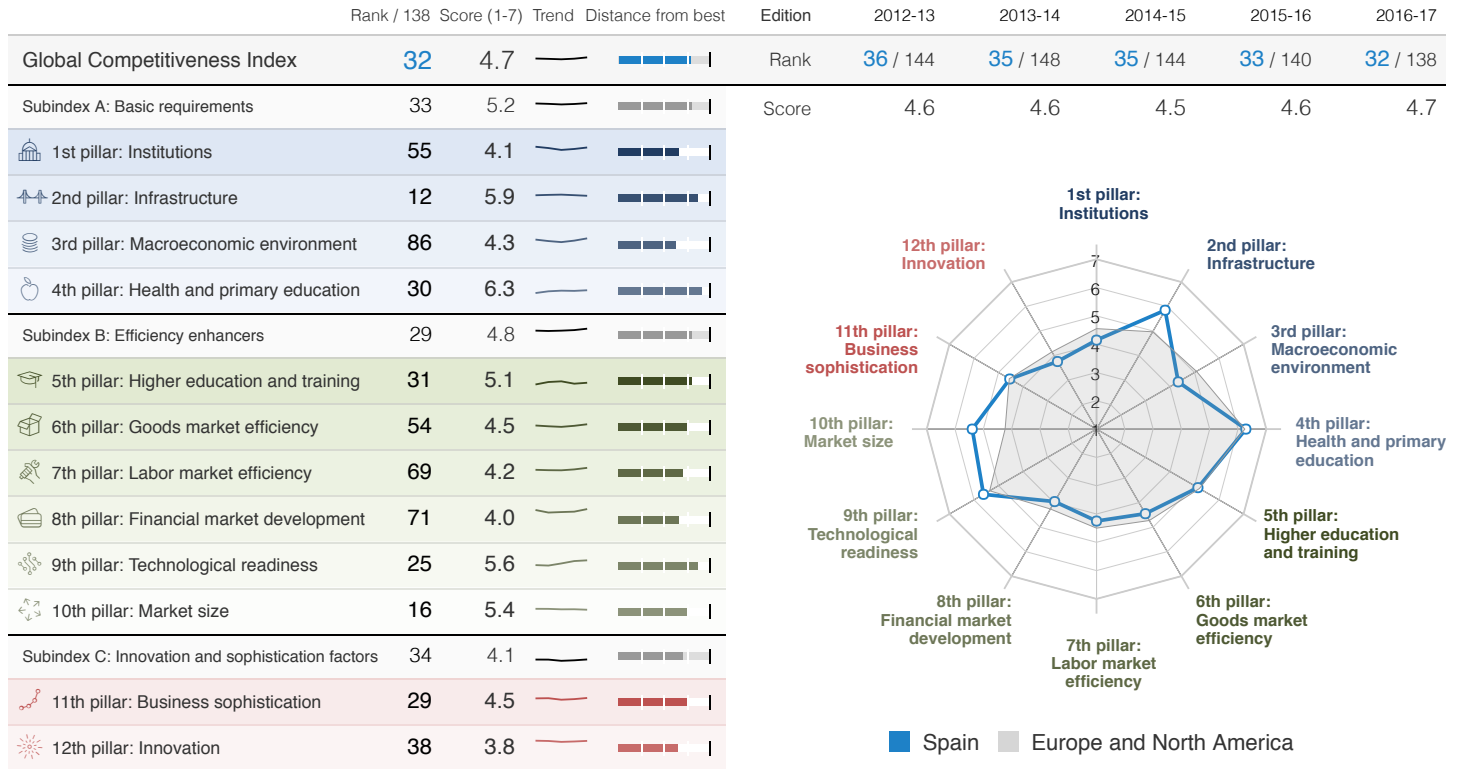 Rank / 138 Score (1-7) Trend Distance from best
Global Competitiveness Index 32 4.7
Subindex A: Basic requirements 33 5.2
1st pillar: Institutions 55 4.1
2nd pillar: Infrastructure 12 5.9
3rd pillar: Macroeconomic environment 86 4.3
4th pillar: Health and primary education 30 6.3
Subindex B: Efficiency enhancers 29 4.8
5th pillar: Higher education and training 31 5.1
6th pillar: Goods market efficiency 54 4.5
7th pillar: Labor market efficiency 69 4.2
8th pillar: Financial market development 71 4.0
9th pillar: Technological readiness 25 5.6
10th pillar: Market size 16 5.4
Subindex C: Innovation and sophistication factors 34 4.1
11th pillar: Business sophistication 29 4.5
12th pillar: Innovation 38 3.8
Edition 2012-13 2013-14 2014-15 2015-16 2016-17
Rank 36 / 144 35 / 148 35 / 144 33 / 140 32 / 138
Score 4.6 4.6 4.5 4.6 4.7
1st pillar:
Institutions
2nd pillar:
Infrastructure
3rd pillar:
Macroeconomic
environment
4th pillar:
Health and primary
education
5th pillar:
Higher education
and training
6th pillar:
Goods market
efficiency
7th pillar:
Labor market
efficiency
8th pillar:
Financial market
development
9th pillar:
Technological
readiness
10th pillar:
Market size
11th pillar:
Business
sophistication
12th pillar:
Innovation
7
6
5
4
3
2
1
Spain Europe and North America